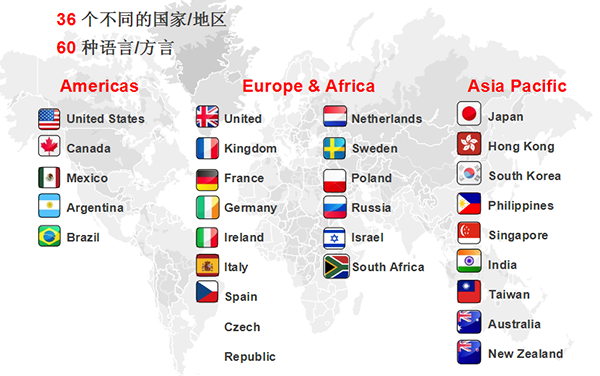 36 个不同的国家/地区
60 种语言/方言
Americas
United States
Canada
Mexico
Argentina
Brazil
Europe & Africa
United
Kingdom
France
Germany
Ireland
Italy
Spain
Czech
Republic
Netherlands
Sweden
Poland
Russia
Israel
South Africa
Asia Pacific
Japan
Hong Kong
South Korea
Philippines
Singapore
India
Taiwan
Australia
New Zealand